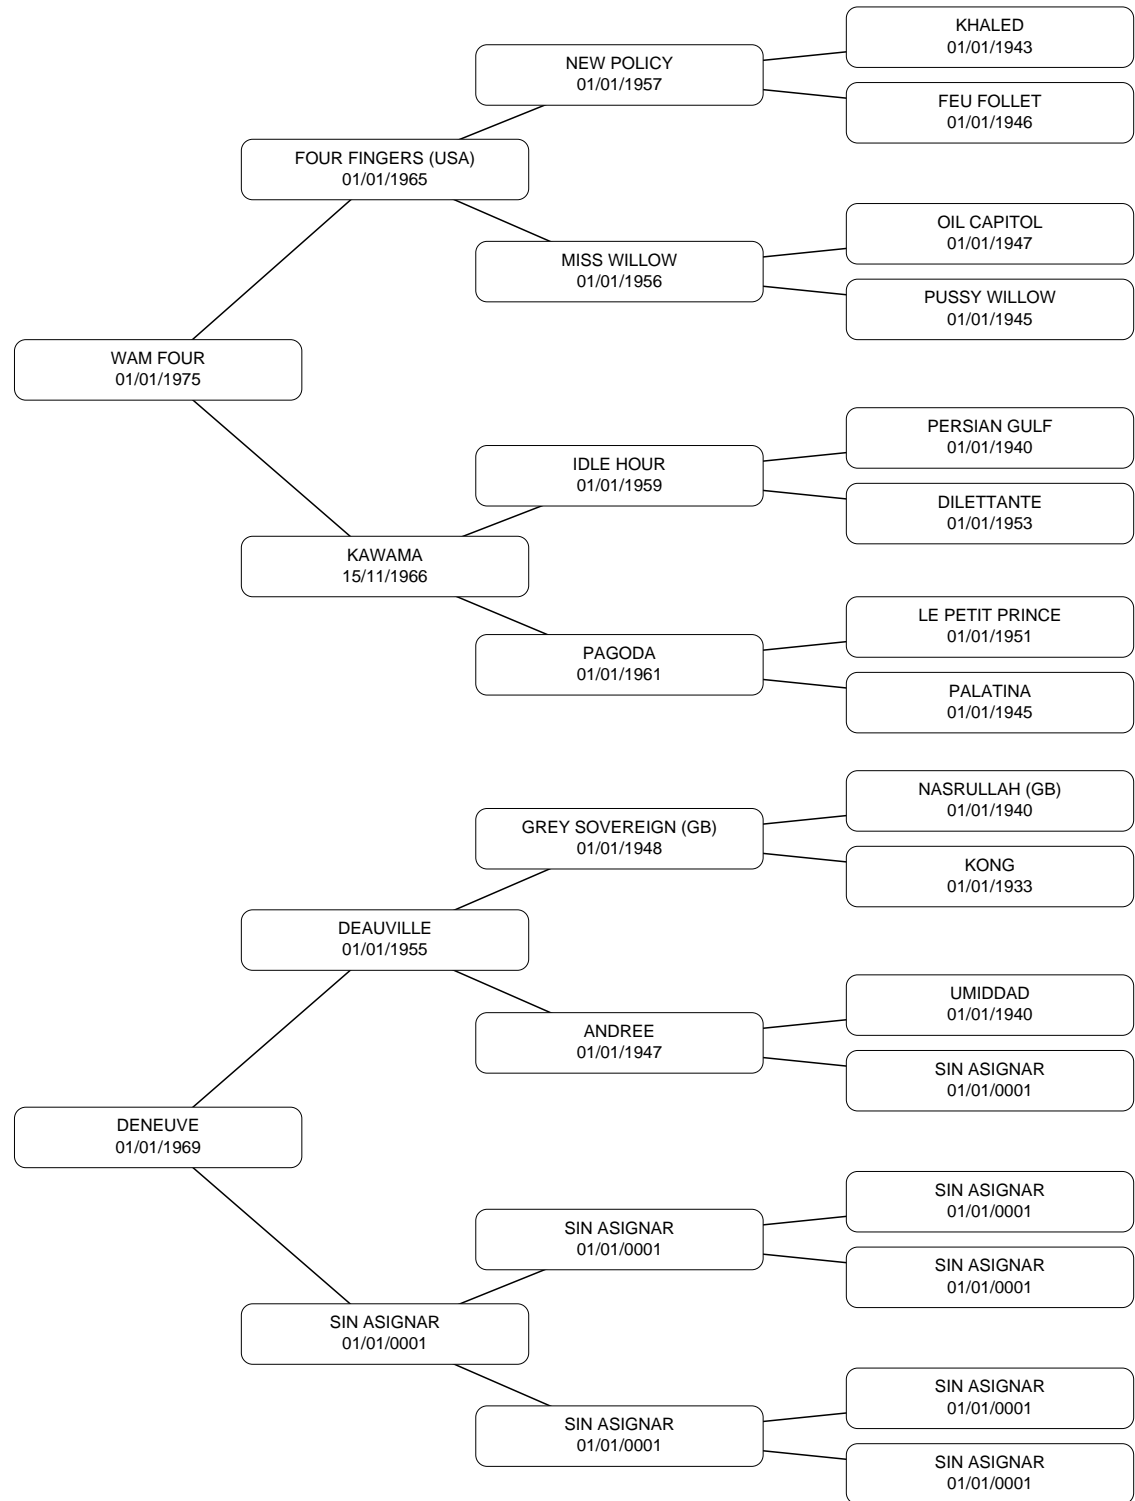 KHALED
01/01/1943
NEW POLICY
01/01/1957
FEU FOLLET
01/01/1946
FOUR FINGERS (USA)
01/01/1965
OIL CAPITOL
01/01/1947
MISS WILLOW
01/01/1956
PUSSY WILLOW
01/01/1945
WAM FOUR
01/01/1975
PERSIAN GULF
01/01/1940
IDLE HOUR
01/01/1959
DILETTANTE
01/01/1953
KAWAMA
15/11/1966
LE PETIT PRINCE
01/01/1951
PAGODA
01/01/1961
PALATINA
01/01/1945
NASRULLAH (GB)
01/01/1940
GREY SOVEREIGN (GB)
01/01/1948
KONG
01/01/1933
DEAUVILLE
01/01/1955
UMIDDAD
01/01/1940
ANDREE
01/01/1947
SIN ASIGNAR
01/01/0001
DENEUVE
01/01/1969
SIN ASIGNAR
01/01/0001
SIN ASIGNAR
01/01/0001
SIN ASIGNAR
01/01/0001
SIN ASIGNAR
01/01/0001
SIN ASIGNAR
01/01/0001
SIN ASIGNAR
01/01/0001
SIN ASIGNAR
01/01/0001